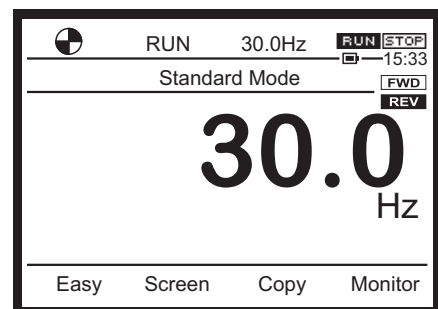 RUN 30.0Hz RUN STOP
15:33
Standard Mode FWD
REV
30.0
Hz
Easy Screen Copy Monitor